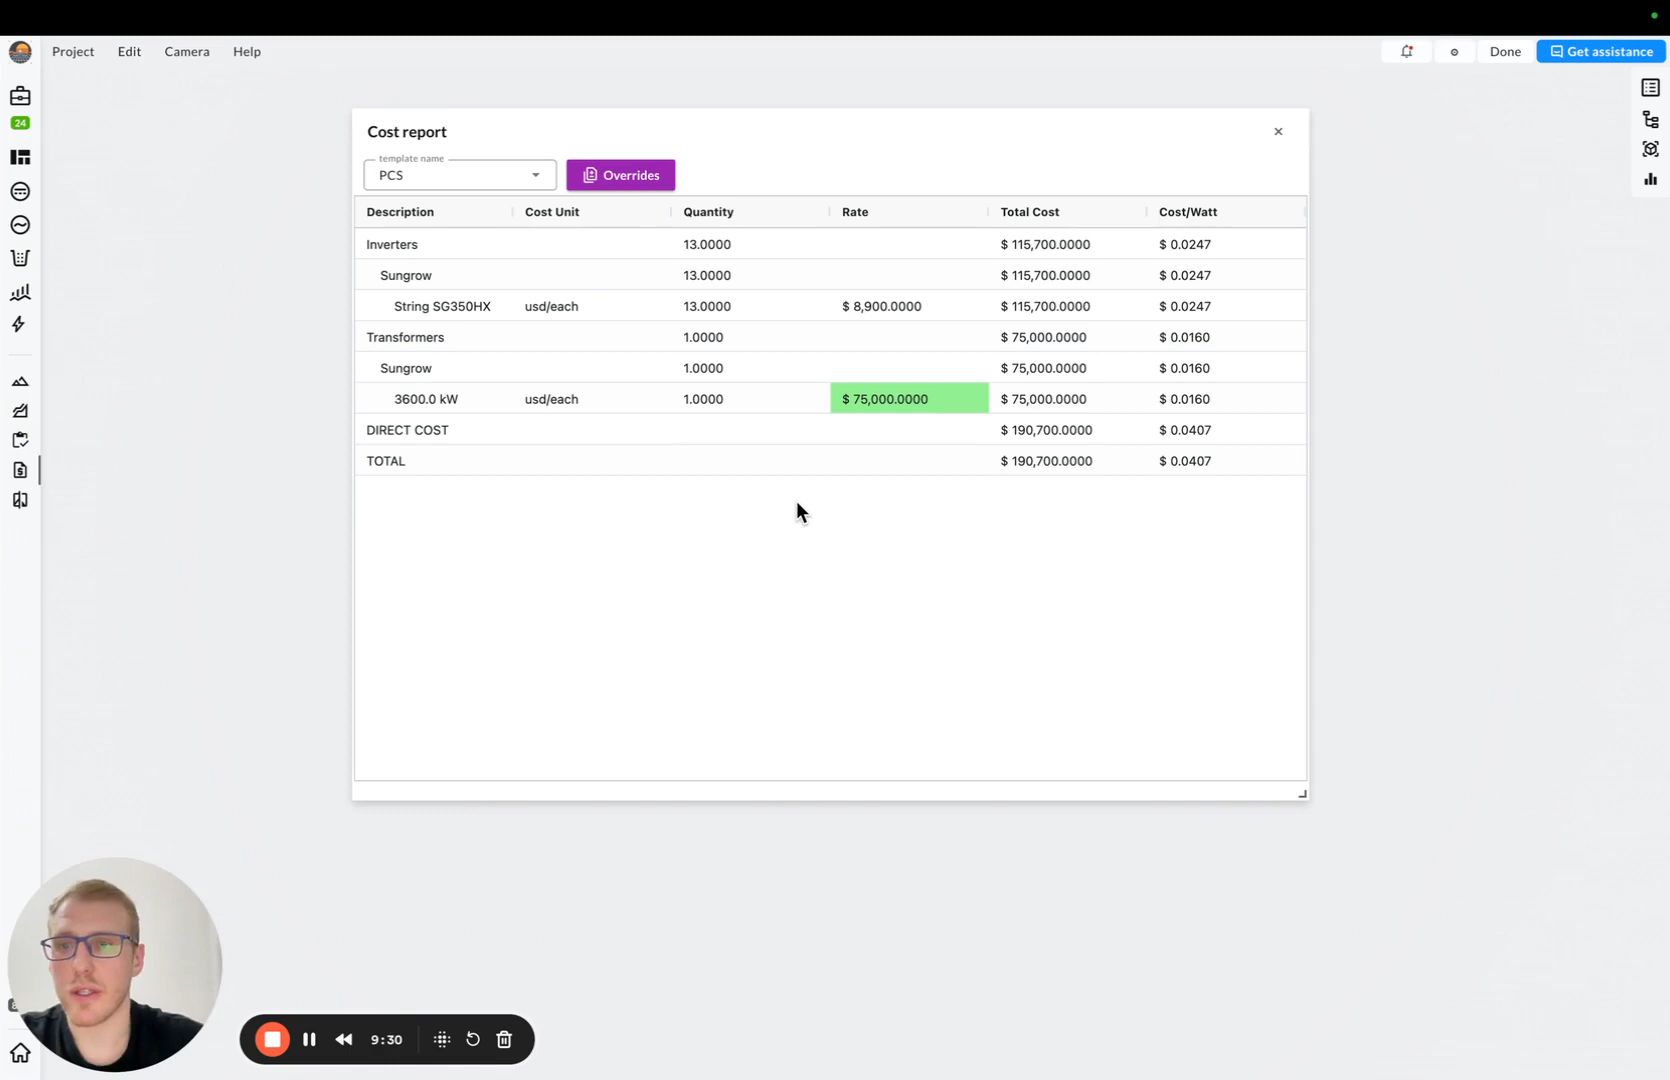 Project Edit Camera Help
Done Get assistance
24
Cost report
template name
PCS
Overrides
Description Cost Unit Quantity Rate Total Cost Cost/Watt
Inverters 13.0000 $ 115,700.0000 $ 0.0247
Sungrow 13.0000 $ 115,700.0000 $ 0.0247
String SG350HX usd/each 13.0000 $ 8,900.0000 $ 115,700.0000 $ 0.0247
Transformers 1.0000 $ 75,000.0000 $ 0.0160
Sungrow 1.0000 $ 75,000.0000 $ 0.0160
3600.0 kW usd/each 1.0000 $ 75,000.0000 $ 75,000.0000 $ 0.0160
DIRECT COST $ 190,700.0000 $ 0.0407
TOTAL $ 190,700.0000 $ 0.0407
9:30